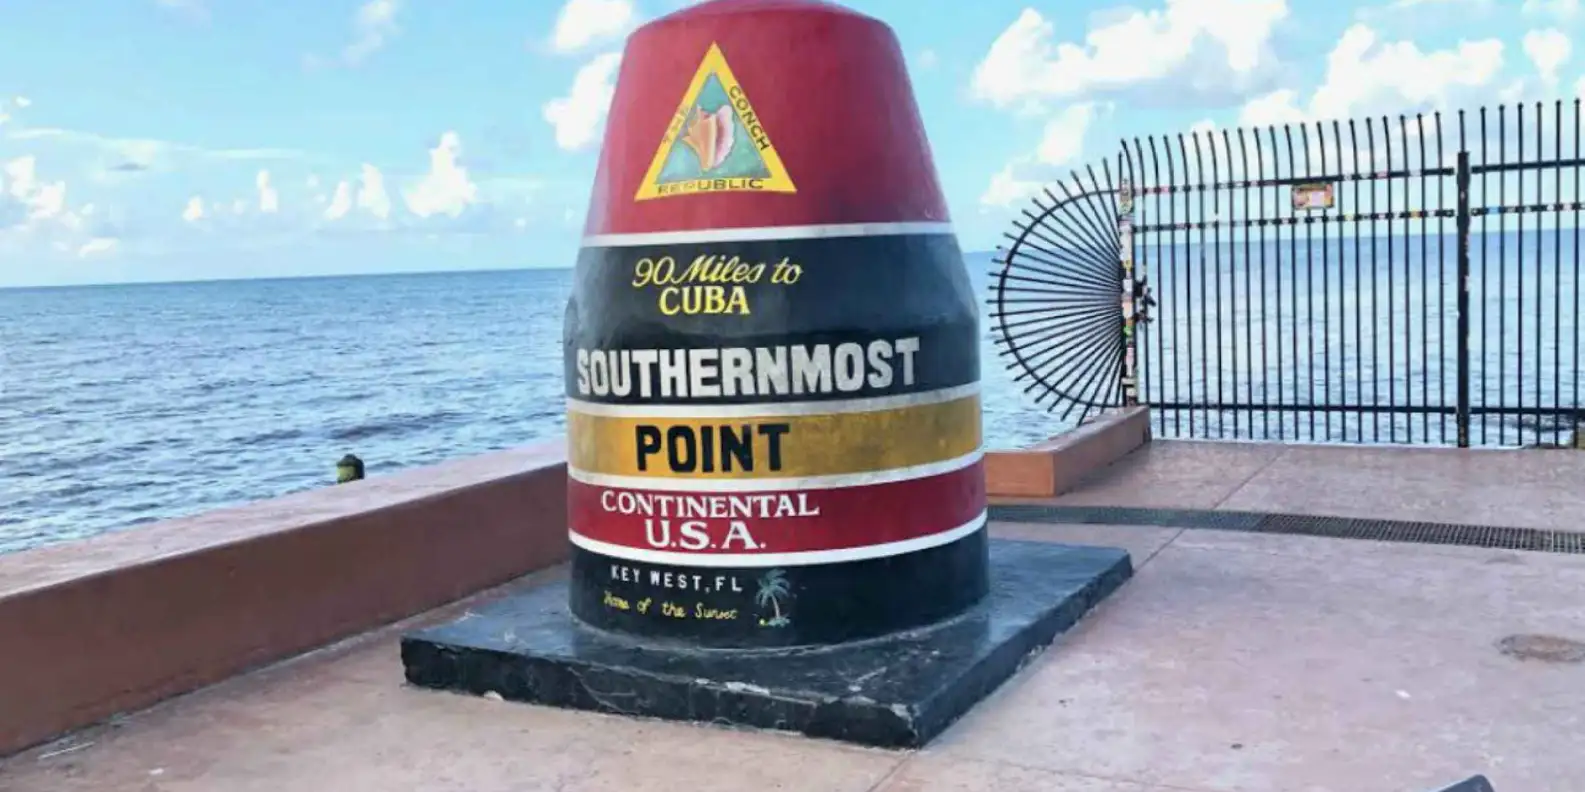 THE CONCH
REPUBLIC
90 Miles to
CUBA
SOUTHERNMOST
POINT
CONTINENTAL
U.S.A.
KEY WEST, FL
Home of the Sunset